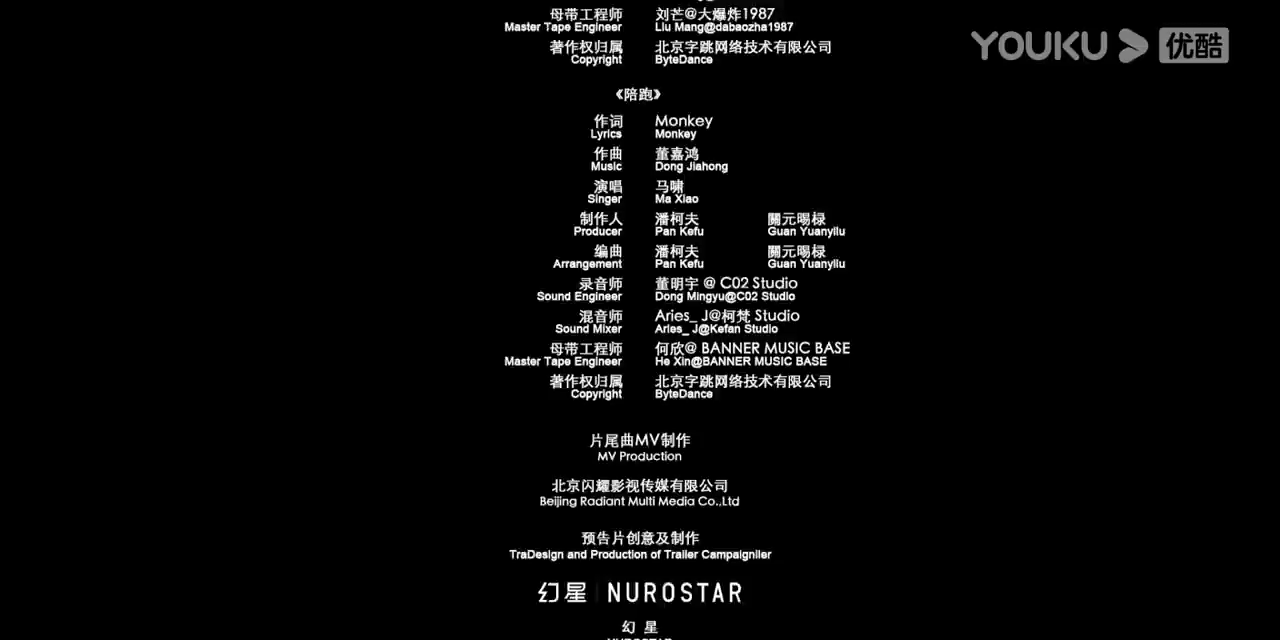 母带工程师 刘芒@大爆炸1987
Master Tape Engineer Liu Mang@dabaozha1987
YOUKU 优酷
著作权归属 北京字跳网络技术有限公司
Copyright ByteDance
《陪跑》
作词 Monkey
Lyrics Monkey
作曲 董嘉鸿
Music Dong Jiahong
演唱 马啸
Singer Ma Xiao
制作人 潘柯夫 關元暘椂
Producer Pan Kefu Guan Yuanyilu
编曲 潘柯夫 關元暘椂
Arrangement Pan Kefu Guan Yuanyilu
录音师 董明宇 @ C02 Studio
Sound Engineer Dong Mingyu@C02 Studio
混音师 Aries_ J@柯梵 Studio
Sound Mixer Aries_ J@Kefan Studio
母带工程师 何欣@ BANNER MUSIC BASE
Master Tape Engineer He Xin@BANNER MUSIC BASE
著作权归属 北京字跳网络技术有限公司
Copyright ByteDance
片尾曲MV制作
MV Production
北京闪耀影视传媒有限公司
Beijing Radiant Multi Media Co.,Ltd
预告片创意及制作
TraDesign and Production of Trailer Campaignller
幻星 NUROSTAR
幻 星